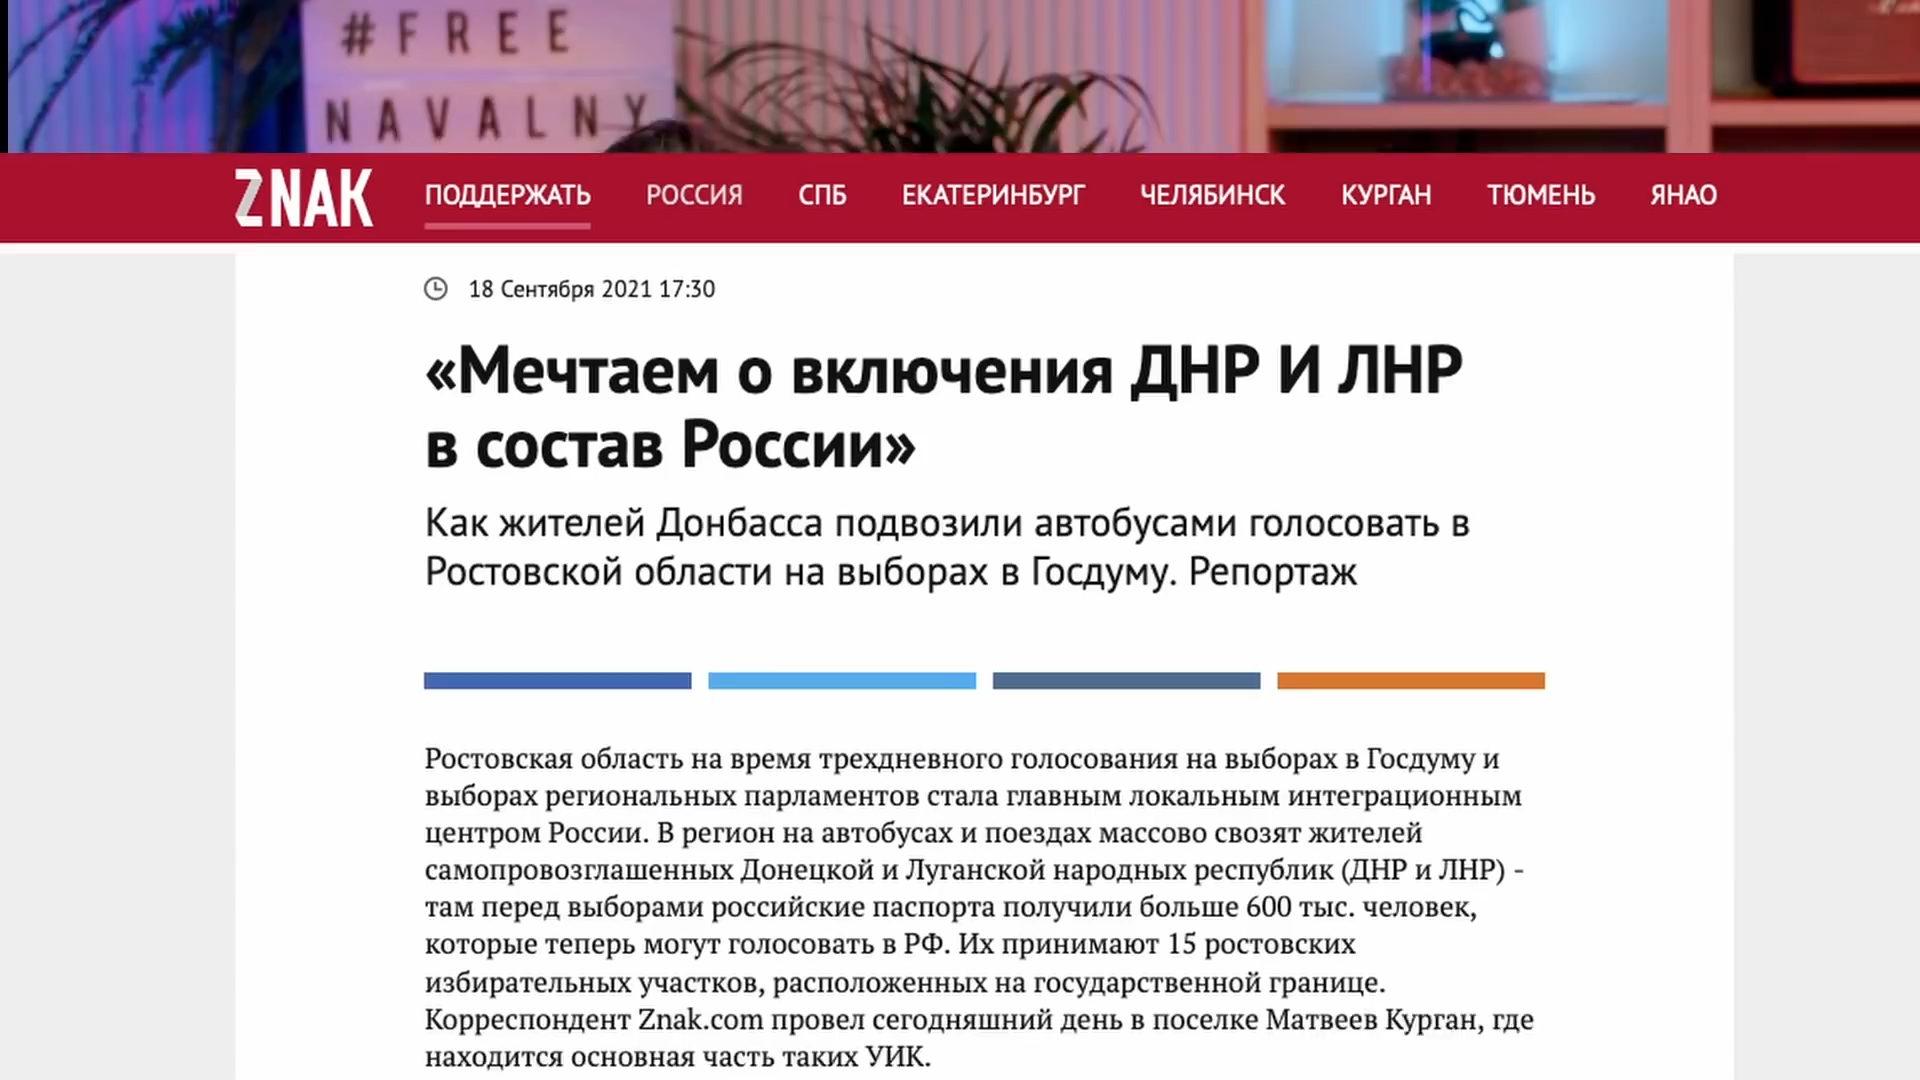 #FREE
NAVALNY
ZNAK ПОДДЕРЖАТЬ РОССИЯ СПБ ЕКАТЕРИНБУРГ ЧЕЛЯБИНСК КУРГАН ТЮМЕНЬ ЯНАО
18 Сентября 2021 17:30
«Мечтаем о включения ДНР И ЛНР
в состав России»
Как жителей Донбасса подвозили автобусами голосовать в
Ростовской области на выборах в Госдуму. Репортаж
Ростовская область на время трехдневного голосования на выборах в Госдуму и
выборах региональных парламентов стала главным локальным интеграционным
центром России. В регион на автобусах и поездах массово свозят жителей
самопровозглашенных Донецкой и Луганской народных республик (ДНР и ЛНР) -
там перед выборами российские паспорта получили больше 600 тыс. человек,
которые теперь могут голосовать в РФ. Их принимают 15 ростовских
избирательных участков, расположенных на государственной границе.
Корреспондент Znak.com провел сегодняшний день в поселке Матвеев Курган, где
находится основная часть таких УИК.